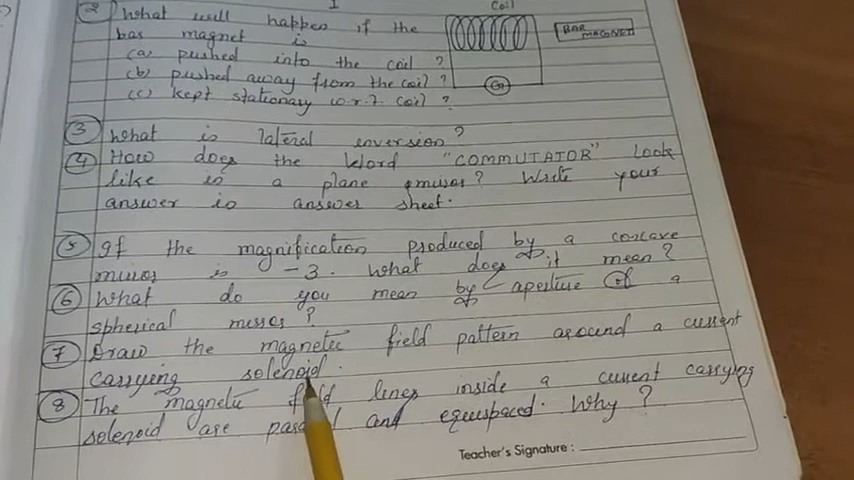 I
Coil
② What will happen if the
bar magnet is
BAR MAGNET
(a) pushed into the coil ?
(b) pushed away from the coil ?
G
(c) kept stationary w.r.t. coil ?
③ What is lateral inversion ?
④ How does the word "COMMUTATOR" look
like in a plane mirror? Write your
answer in answer sheet.
⑤ If the magnification produced by a concave
mirror is -3. What does it mean ?
⑥ What do you mean by aperture of a
spherical mirror ?
⑦ Draw the magnetic field pattern around a current
carrying solenoid.
⑧ The magnetic field lines inside a current carrying
solenoid are and equispaced. Why ?
Teacher's Signature :